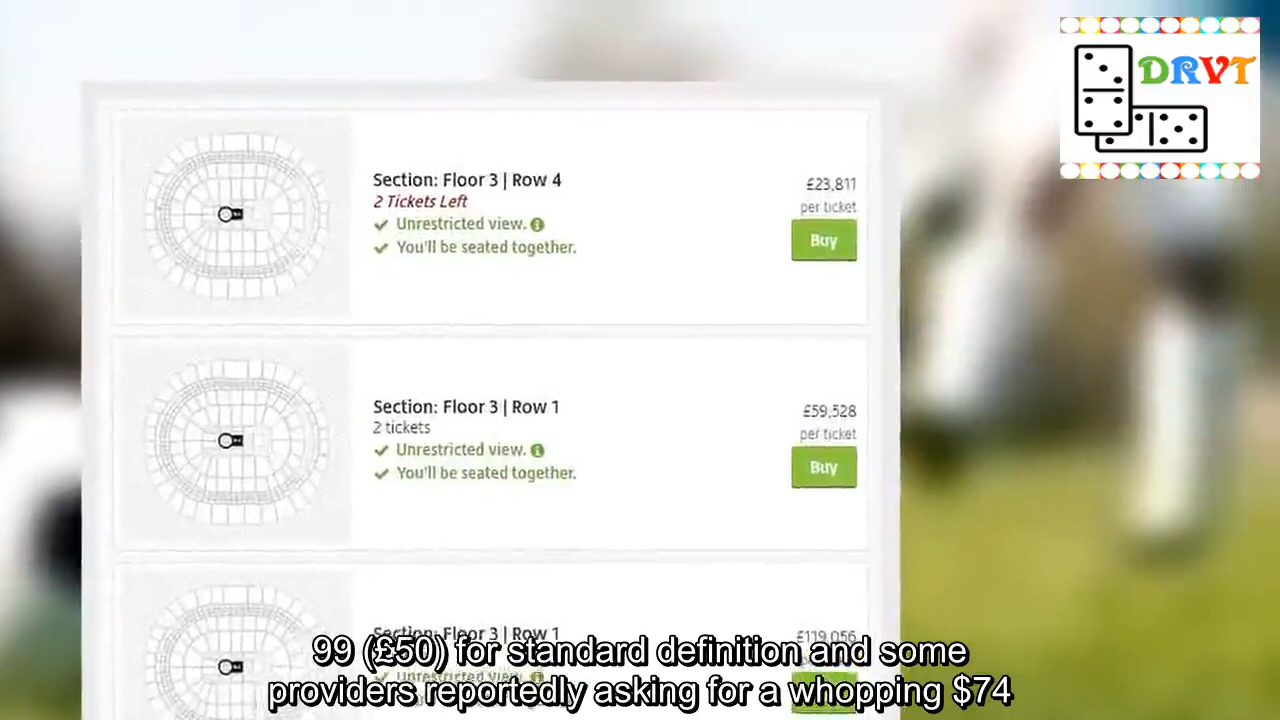 DRVT
Section: Floor 3 | Row 4
£23,811
2 Tickets Left
per ticket
Unrestricted view.
Buy
You'll be seated together.
Section: Floor 3 | Row 1
£59,528
2 tickets
per ticket
Unrestricted view.
Buy
You'll be seated together.
Section: Floor 3 | Row 1
£119,056
Unrestricted view.
99 (£50) for standard definition and some
providers reportedly asking for a whopping $74